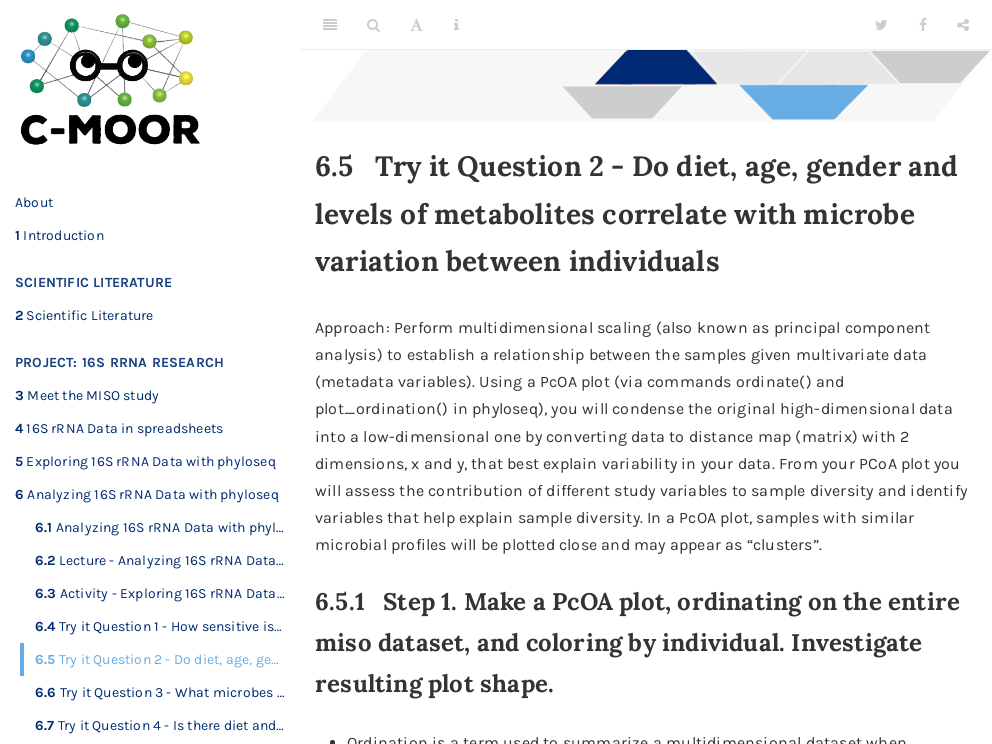 C-MOOR
About
1 Introduction
SCIENTIFIC LITERATURE
2 Scientific Literature
PROJECT: 16S RRNA RESEARCH
3 Meet the MISO study
4 16S rRNA Data in spreadsheets
5 Exploring 16S rRNA Data with phyloseq
6 Analyzing 16S rRNA Data with phyloseq
6.1 Analyzing 16S rRNA Data with phyl…
6.2 Lecture - Analyzing 16S rRNA Data…
6.3 Activity - Exploring 16S rRNA Data…
6.4 Try it Question 1 - How sensitive is…
6.5 Try it Question 2 - Do diet, age, ge…
6.6 Try it Question 3 - What microbes …
6.7 Try it Question 4 - Is there diet and…
6.5 Try it Question 2 - Do diet, age, gender and
levels of metabolites correlate with microbe
variation between individuals
Approach: Perform multidimensional scaling (also known as principal component
analysis) to establish a relationship between the samples given multivariate data
(metadata variables). Using a PcOA plot (via commands ordinate() and
plot_ordination() in phyloseq), you will condense the original high-dimensional data
into a low-dimensional one by converting data to distance map (matrix) with 2
dimensions, x and y, that best explain variability in your data. From your PCoA plot you
will assess the contribution of different study variables to sample diversity and identify
variables that help explain sample diversity. In a PcOA plot, samples with similar
microbial profiles will be plotted close and may appear as “clusters”.
6.5.1 Step 1. Make a PcOA plot, ordinating on the entire
miso dataset, and coloring by individual. Investigate
resulting plot shape.
• Ordination is a term used to summarize a multidimensional dataset when